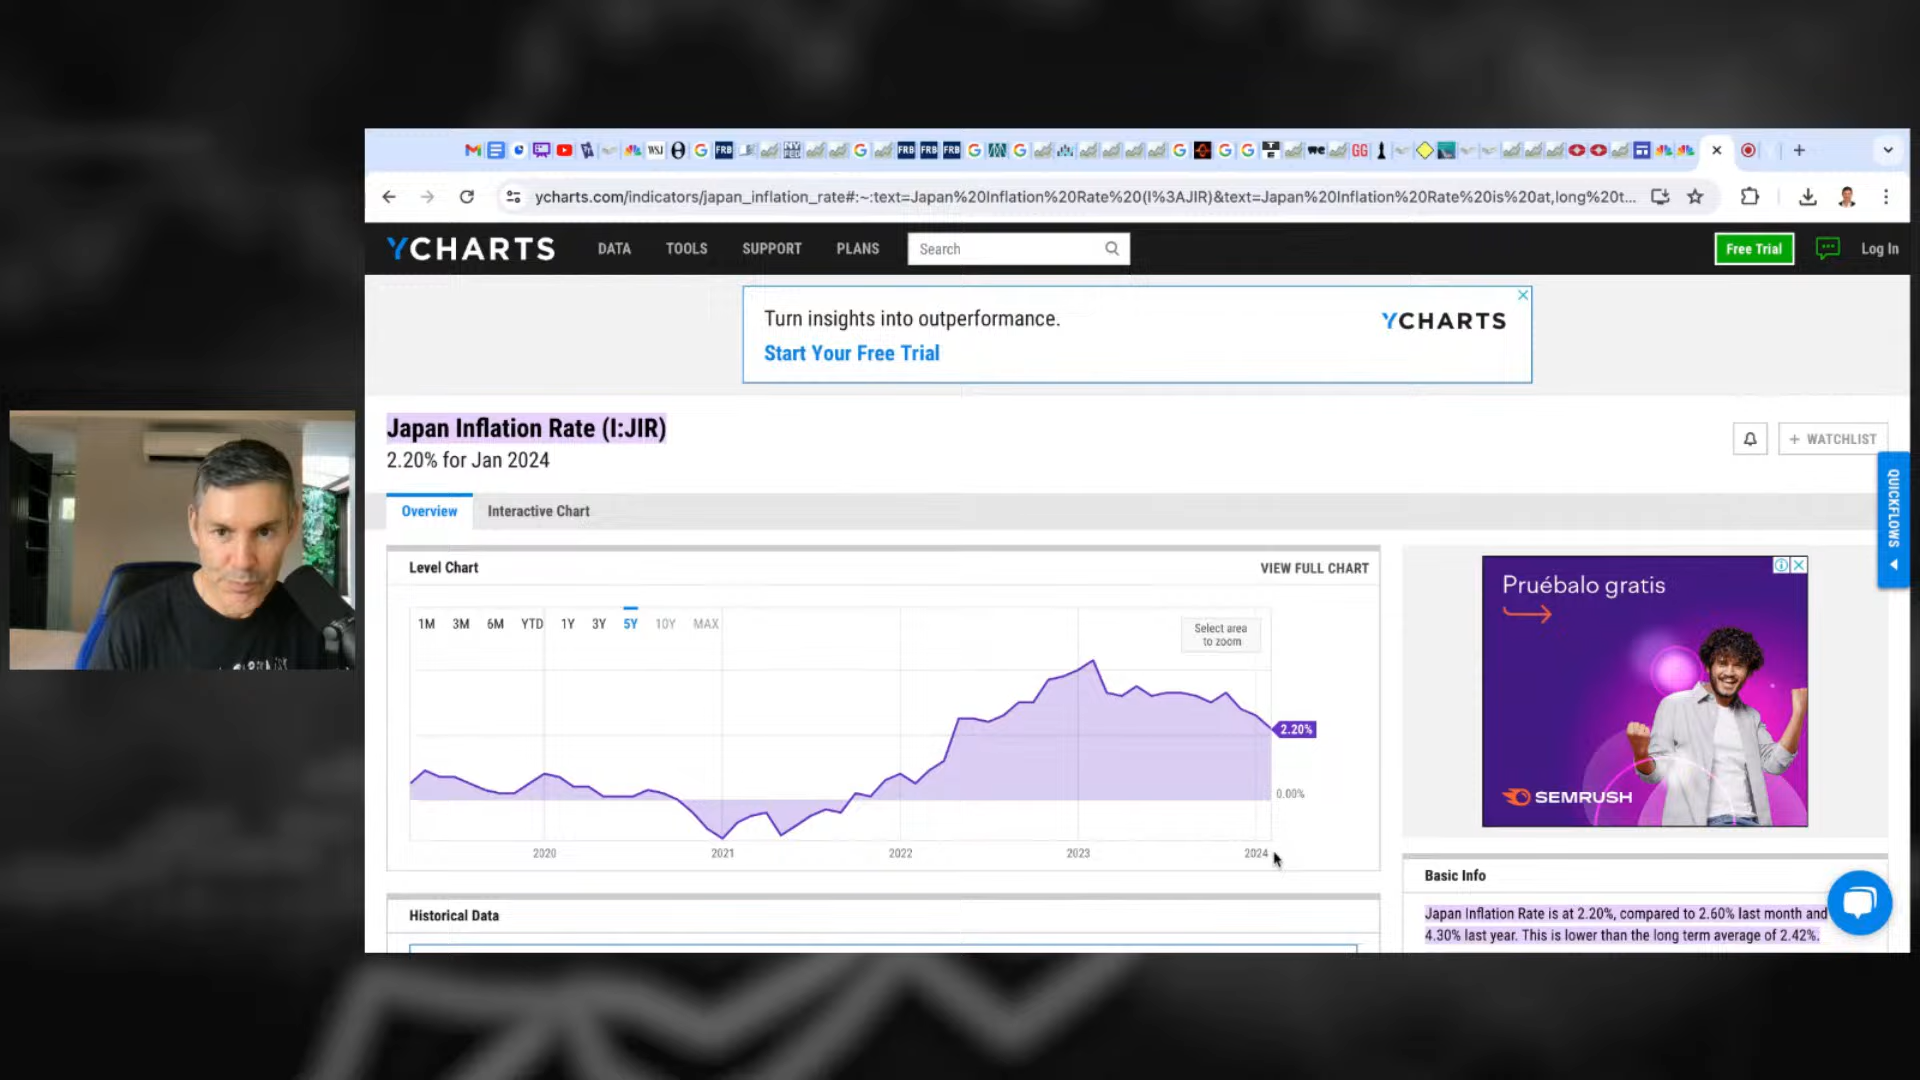 WSJ
FRB
FRB FRB FRB
GG
ycharts.com/indicators/japan_inflation_rate#:~:text=Japan%20Inflation%20Rate%20(I%3AJIR)&text=Japan%20Inflation%20Rate%20is%20at,long%20t...
YCHARTS
DATA
TOOLS
SUPPORT
PLANS
Search
Free Trial
Log In
Turn insights into outperformance.
Start Your Free Trial
YCHARTS
Japan Inflation Rate (I:JIR)
2.20% for Jan 2024
+ WATCHLIST
QUICKFLOWS
Overview
Interactive Chart
Level Chart
VIEW FULL CHART
1M 3M 6M YTD 1Y 3Y 5Y 10Y MAX
Select area
to zoom
2.20%
0.00%
2020 2021 2022 2023 2024
Pruébalo gratis
SEMRUSH
Historical Data
Basic Info
Japan Inflation Rate is at 2.20%, compared to 2.60% last month and
4.30% last year. This is lower than the long term average of 2.42%.